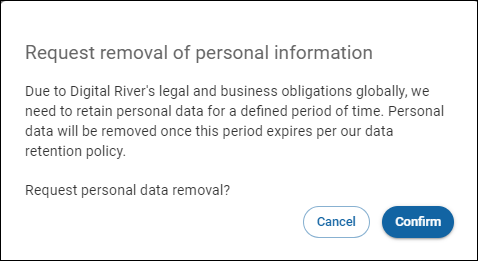 Request removal of personal information
Due to Digital River's legal and business obligations globally, we
need to retain personal data for a defined period of time. Personal
data will be removed once this period expires per our data
retention policy.
Request personal data removal?
Cancel Confirm